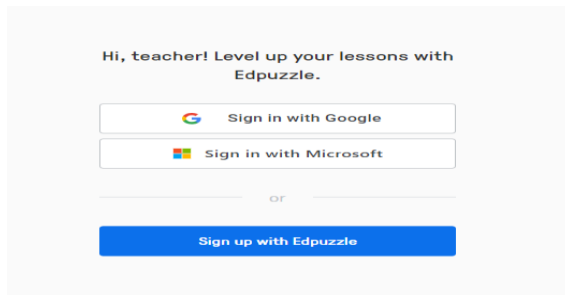 Hi, teacher! Level up your lessons with
Edpuzzle.
Sign in with Google
Sign in with Microsoft
or
Sign up with Edpuzzle